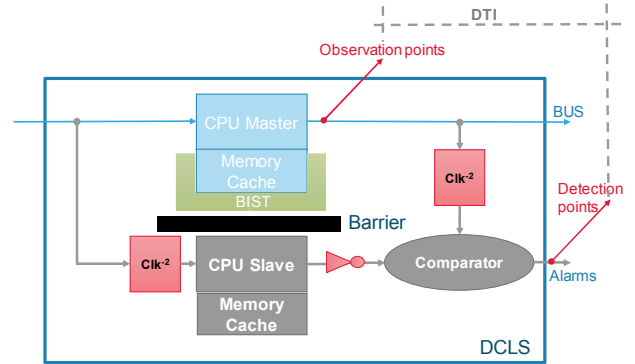 DTI
Observation points
CPU Master
BUS
Memory
Cache
BIST
Clk-2
Detection
points
Barrier
Clk-2
CPU Slave
Comparator
Alarms
Memory
Cache
DCLS